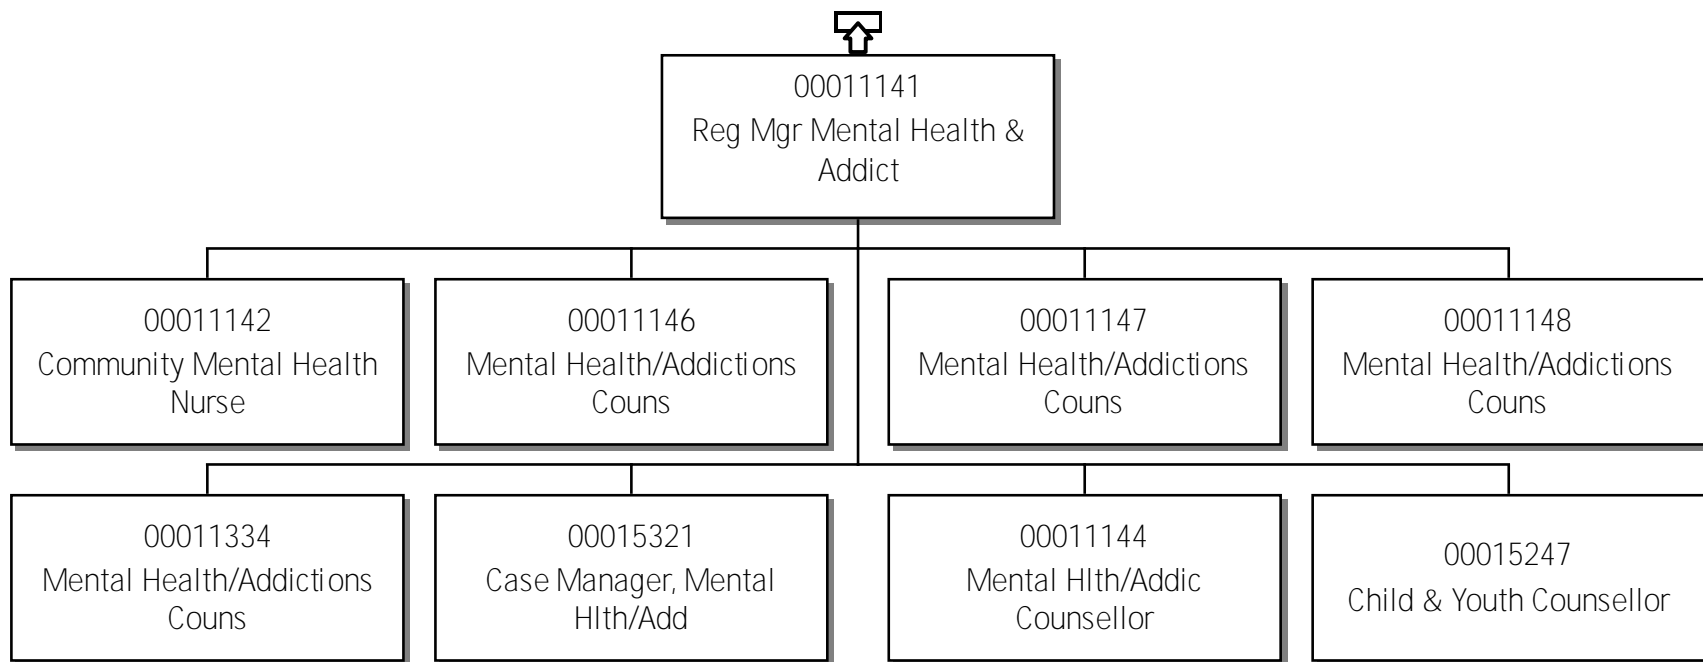 00011141
Reg Mgr Mental Health &
Addict
00011142
Community Mental Health
Nurse
00011146
Mental Health/Addictions
Couns
00011147
Mental Health/Addictions
Couns
00011148
Mental Health/Addictions
Couns
00011334
Mental Health/Addictions
Couns
00015321
Case Manager, Mental
Hlth/Add
00011144
Mental Hlth/Addic
Counsellor
00015247
Child & Youth Counsellor